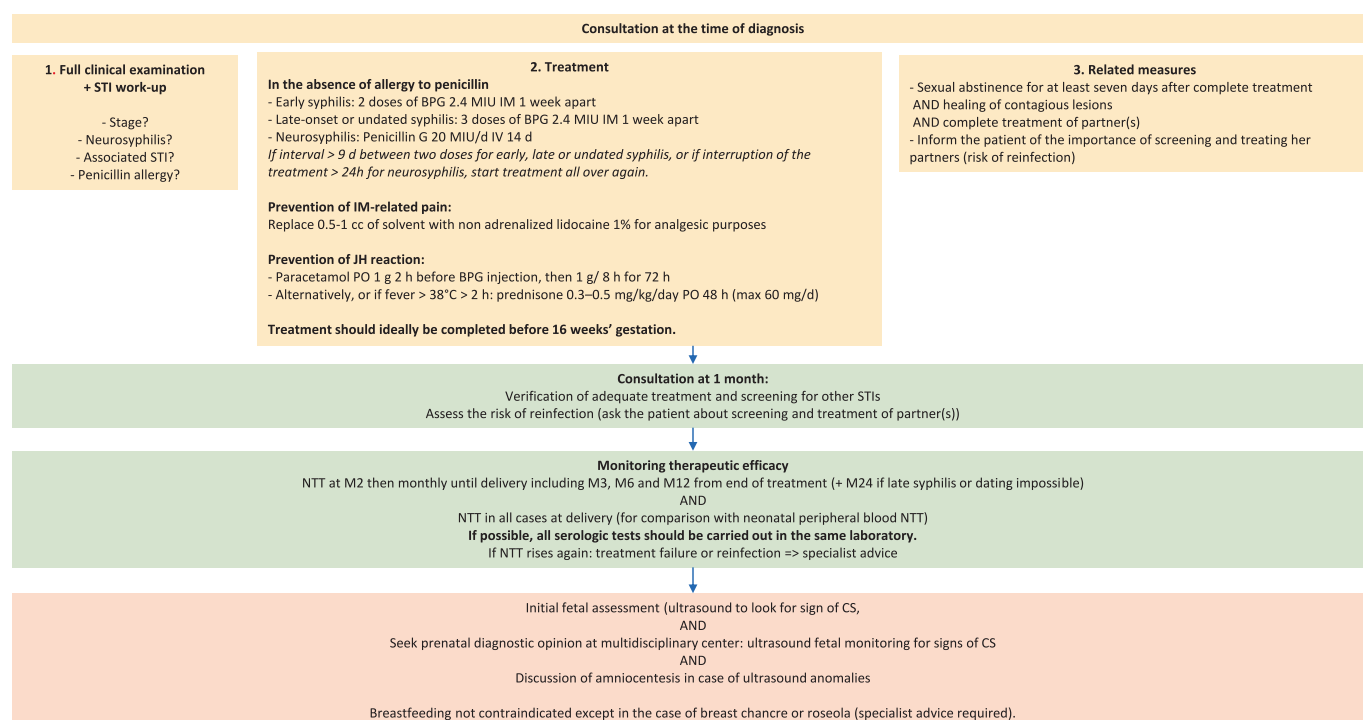 Consultation at the time of diagnosis
1. Full clinical examination
+ STI work-up
- Stage?
- Neurosyphilis?
- Associated STI?
- Penicillin allergy?
2. Treatment
In the absence of allergy to penicillin
- Early syphilis: 2 doses of BPG 2.4 MIU IM 1 week apart
- Late-onset or undated syphilis: 3 doses of BPG 2.4 MIU IM 1 week apart
- Neurosyphilis: Penicillin G 20 MIU/d IV 14 d
If interval > 9 d between two doses for early, late or undated syphilis, or if interruption of the
treatment > 24h for neurosyphilis, start treatment all over again.
Prevention of IM-related pain:
Replace 0.5-1 cc of solvent with non adrenalized lidocaine 1% for analgesic purposes
Prevention of JH reaction:
- Paracetamol PO 1 g 2 h before BPG injection, then 1 g/ 8 h for 72 h
- Alternatively, or if fever > 38°C > 2 h: prednisone 0.3–0.5 mg/kg/day PO 48 h (max 60 mg/d)
Treatment should ideally be completed before 16 weeks’ gestation.
3. Related measures
- Sexual abstinence for at least seven days after complete treatment
AND healing of contagious lesions
AND complete treatment of partner(s)
- Inform the patient of the importance of screening and treating her
partners (risk of reinfection)
Consultation at 1 month:
Verification of adequate treatment and screening for other STIs
Assess the risk of reinfection (ask the patient about screening and treatment of partner(s))
Monitoring therapeutic efficacy
NTT at M2 then monthly until delivery including M3, M6 and M12 from end of treatment (+ M24 if late syphilis or dating impossible)
AND
NTT in all cases at delivery (for comparison with neonatal peripheral blood NTT)
If possible, all serologic tests should be carried out in the same laboratory.
If NTT rises again: treatment failure or reinfection => specialist advice
Initial fetal assessment (ultrasound to look for sign of CS,
AND
Seek prenatal diagnostic opinion at multidisciplinary center: ultrasound fetal monitoring for signs of CS
AND
Discussion of amniocentesis in case of ultrasound anomalies
Breastfeeding not contraindicated except in the case of breast chancre or roseola (specialist advice required).